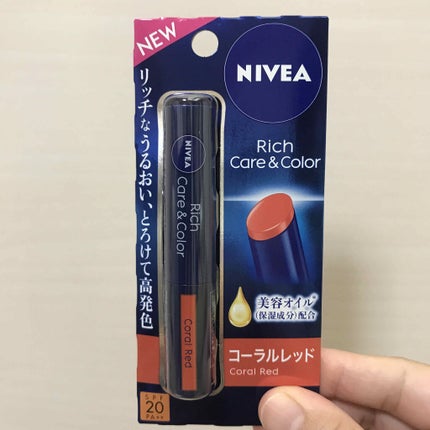 NEW
リッチなうるおい、とろけて高発色
NIVEA
Rich
Care & Color
NIVEA
Rich
Care & Color
Coral Red
美容オイル*
(保湿成分)配合
コーラルレッド
Coral Red
SPF
20
PA++